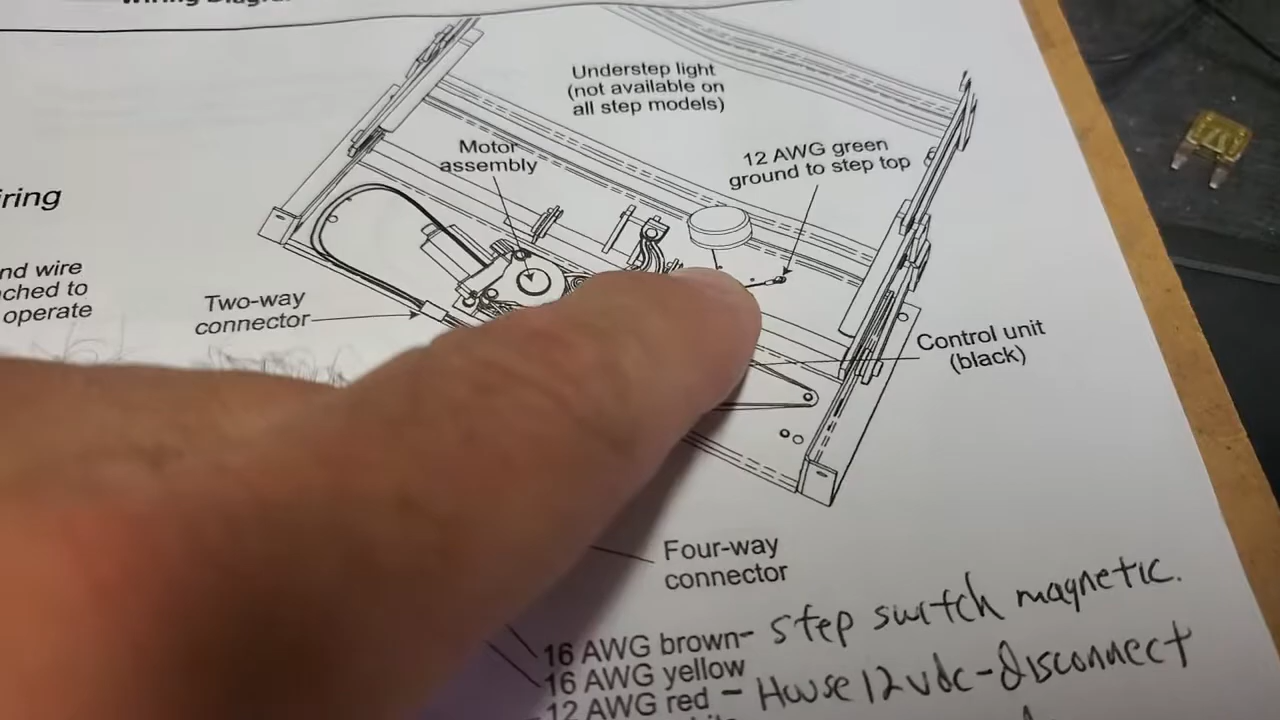 Wiring
Understep light
(not available on
all step models)
Motor
assembly
12 AWG green
ground to step top
Two-way
connector
Control unit
(black)
Four-way
connector
16 AWG brown- Step switch magnetic.
16 AWG yellow
12 AWG red - House 12vdc-disconnect
iring
nd wire
ched to
operate